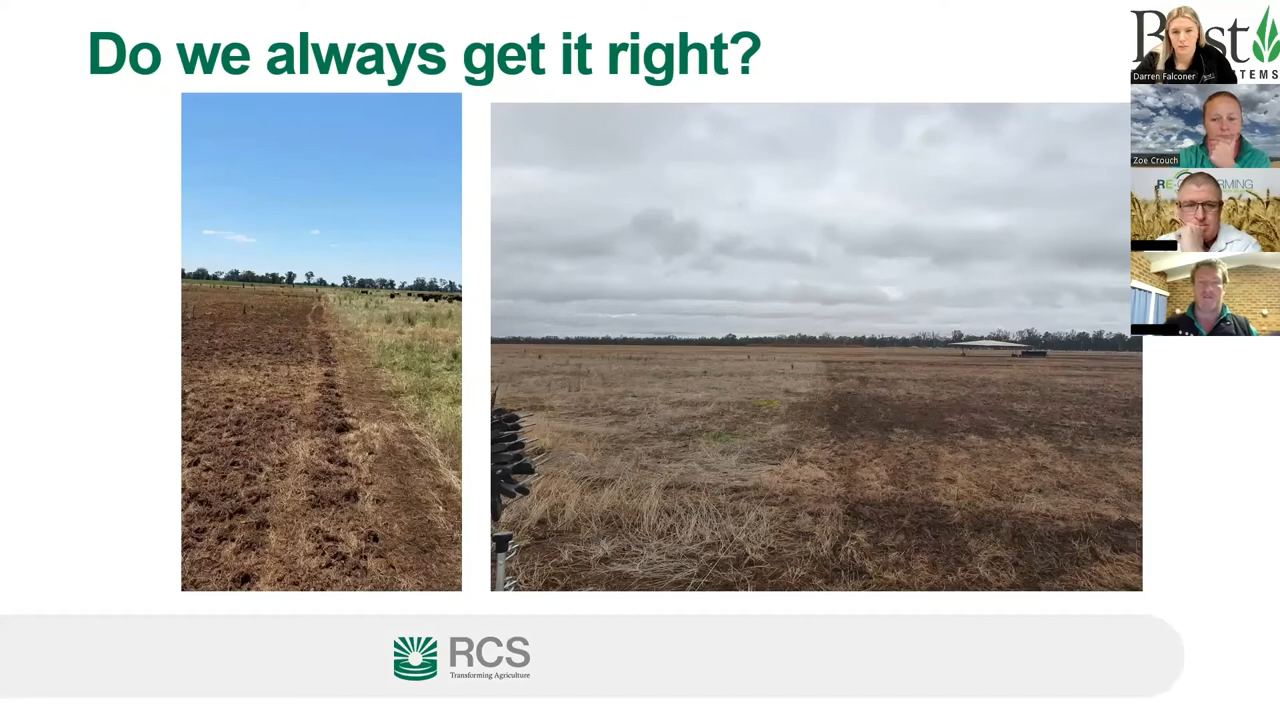 Do we always get it right?
Darren Falconer
Zoe Crouch
RCS
Transforming Agriculture